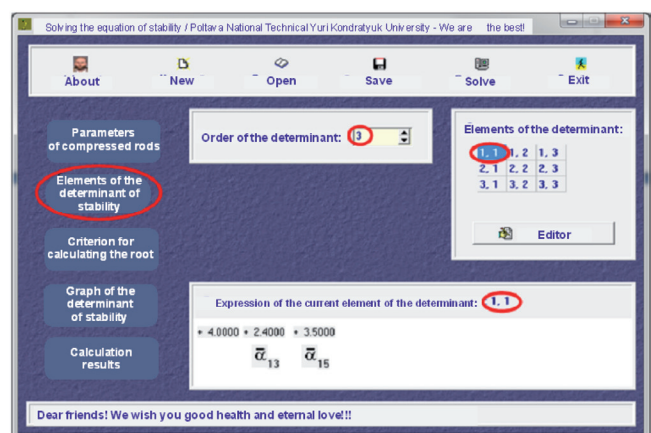 Solving the equation of stability / Poltava National Technical Yuri Kondratyuk University - We are the best!
About New Open Save Solve Exit
Parameters
of compressed rods
Elements of the
determinant of
stability
Criterion for
calculating the root
Graph of the
determinant
of stability
Calculation
results
Order of the determinant: 3
Elements of the determinant:
1, 1 1, 2 1, 3
2, 1 2, 2 2, 3
3, 1 3, 2 3, 3
Editor
Expression of the current element of the determinant: 1, 1
+ 4.0000 + 2.4000 + 3.5000
ᾱ13 ᾱ15
Dear friends! We wish you good health and eternal love!!!